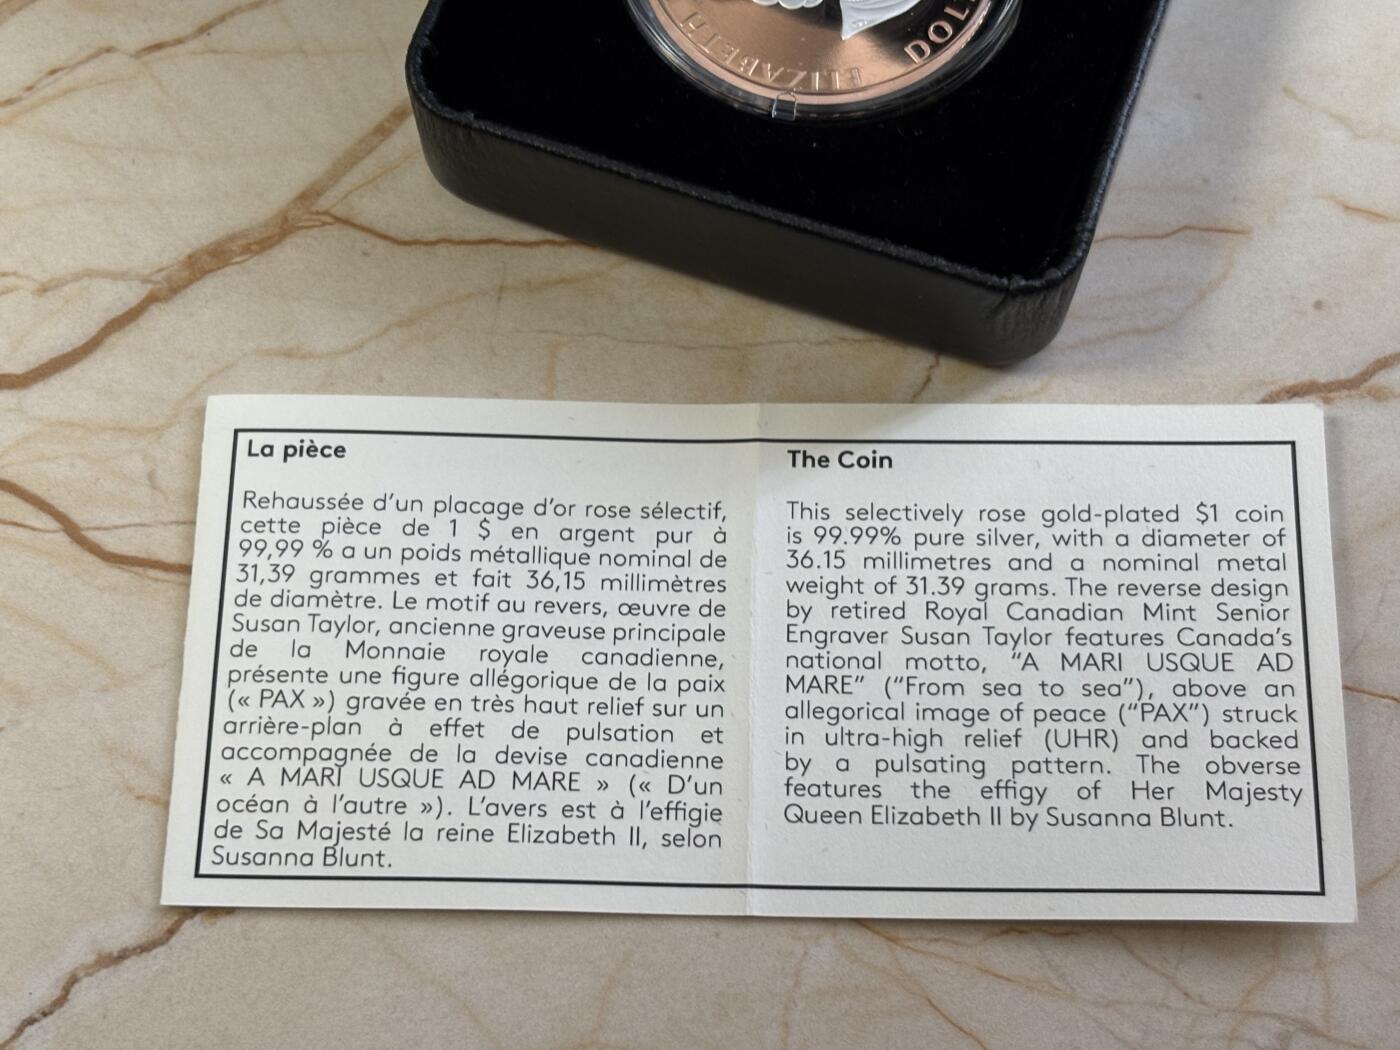 ELIZABETH
DOL
La pièce
Rehaussée d'un placage d'or rose sélectif,
cette pièce de 1 $ en argent pur à
99,99 % a un poids métallique nominal de
31,39 grammes et fait 36,15 millimètres
de diamètre. Le motif au revers, œuvre de
Susan Taylor, ancienne graveuse principale
de la Monnaie royale canadienne,
présente une figure allégorique de la paix
(« PAX ») gravée en très haut relief sur un
arrière-plan à effet de pulsation et
accompagnée de la devise canadienne
« A MARI USQUE AD MARE » (« D'un
océan à l'autre »). L'avers est à l'effigie
de Sa Majesté la reine Elizabeth II, selon
Susanna Blunt.
The Coin
This selectively rose gold-plated $1 coin
is 99.99% pure silver, with a diameter of
36.15 millimetres and a nominal metal
weight of 31.39 grams. The reverse design
by retired Royal Canadian Mint Senior
Engraver Susan Taylor features Canada's
national motto, "A MARI USQUE AD
MARE" ("From sea to sea"), above an
allegorical image of peace ("PAX") struck
in ultra-high relief (UHR) and backed
by a pulsating pattern. The obverse
features the effigy of Her Majesty
Queen Elizabeth II by Susanna Blunt.